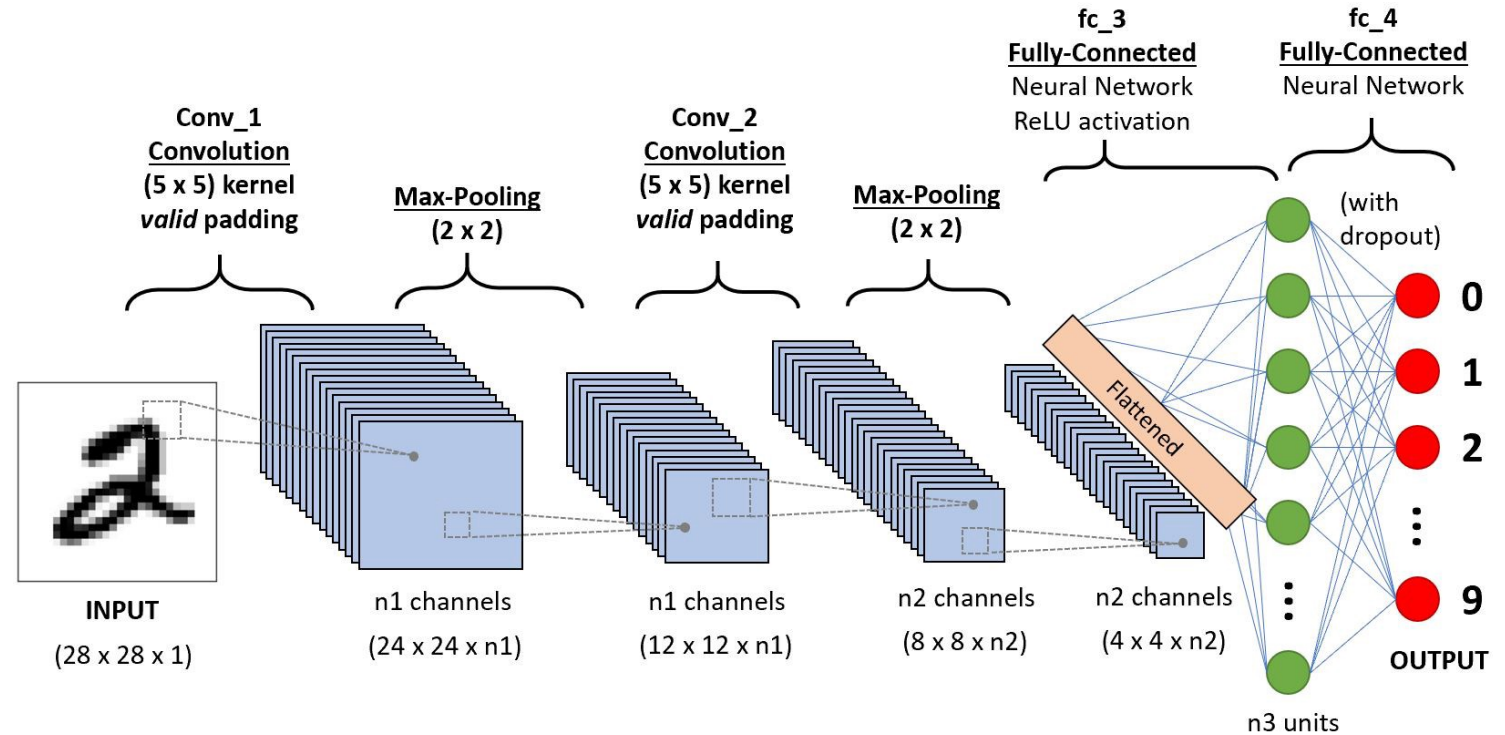 Conv_1
Convolution
(5 x 5) kernel
valid padding
Max-Pooling
(2 x 2)
Conv_2
Convolution
(5 x 5) kernel
valid padding
Max-Pooling
(2 x 2)
fc_3
Fully-Connected
Neural Network
ReLU activation
fc_4
Fully-Connected
Neural Network
(with
dropout)
INPUT
(28 x 28 x 1)
n1 channels
(24 x 24 x n1)
n1 channels
(12 x 12 x n1)
n2 channels
(8 x 8 x n2)
n2 channels
(4 x 4 x n2)
Flattened
n3 units
0
1
2
9
OUTPUT